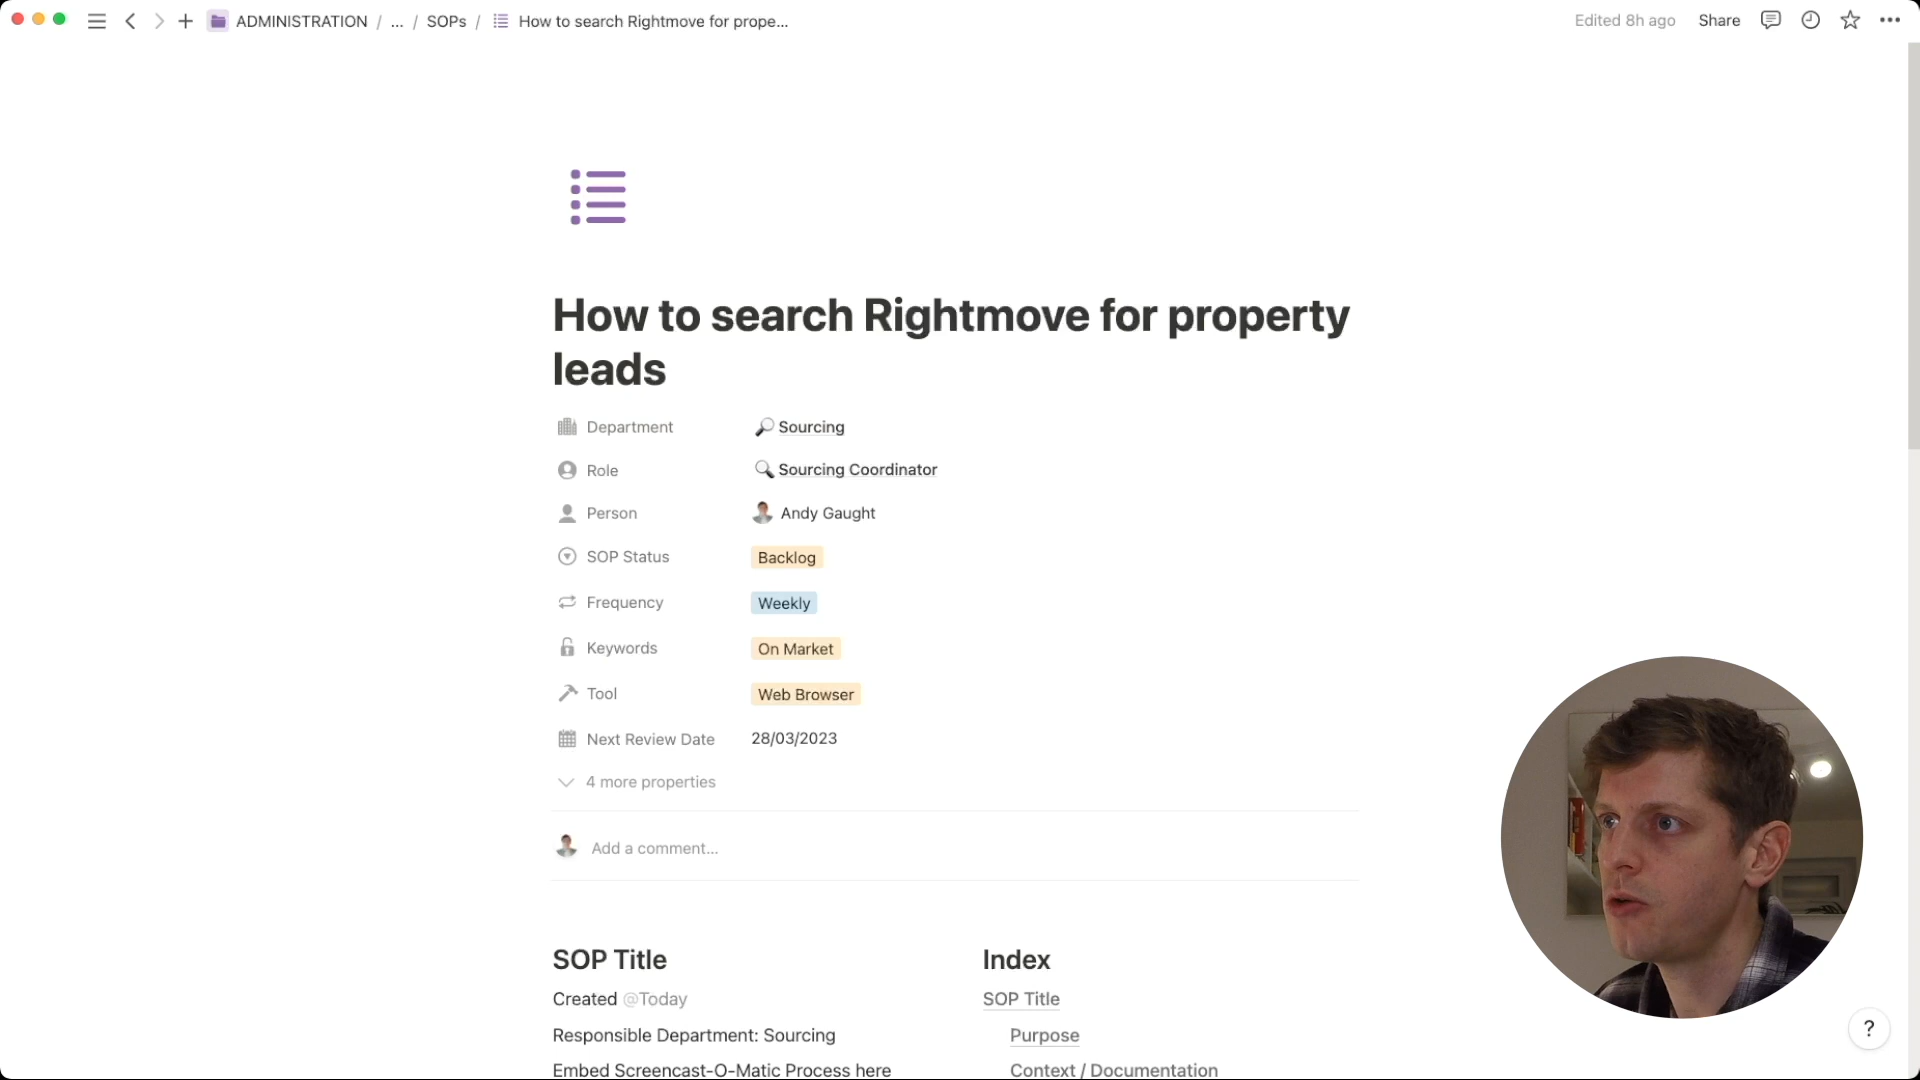 ADMINISTRATION / ... / SOPs / How to search Rightmove for prope...
Edited 8h ago Share
How to search Rightmove for property
leads
Department Sourcing
Role Sourcing Coordinator
Person Andy Gaught
SOP Status Backlog
Frequency Weekly
Keywords On Market
Tool Web Browser
Next Review Date 28/03/2023
4 more properties
Add a comment...
SOP Title
Created @Today
Responsible Department: Sourcing
Embed Screencast-O-Matic Process here
Index
SOP Title
Purpose
Context / Documentation
?